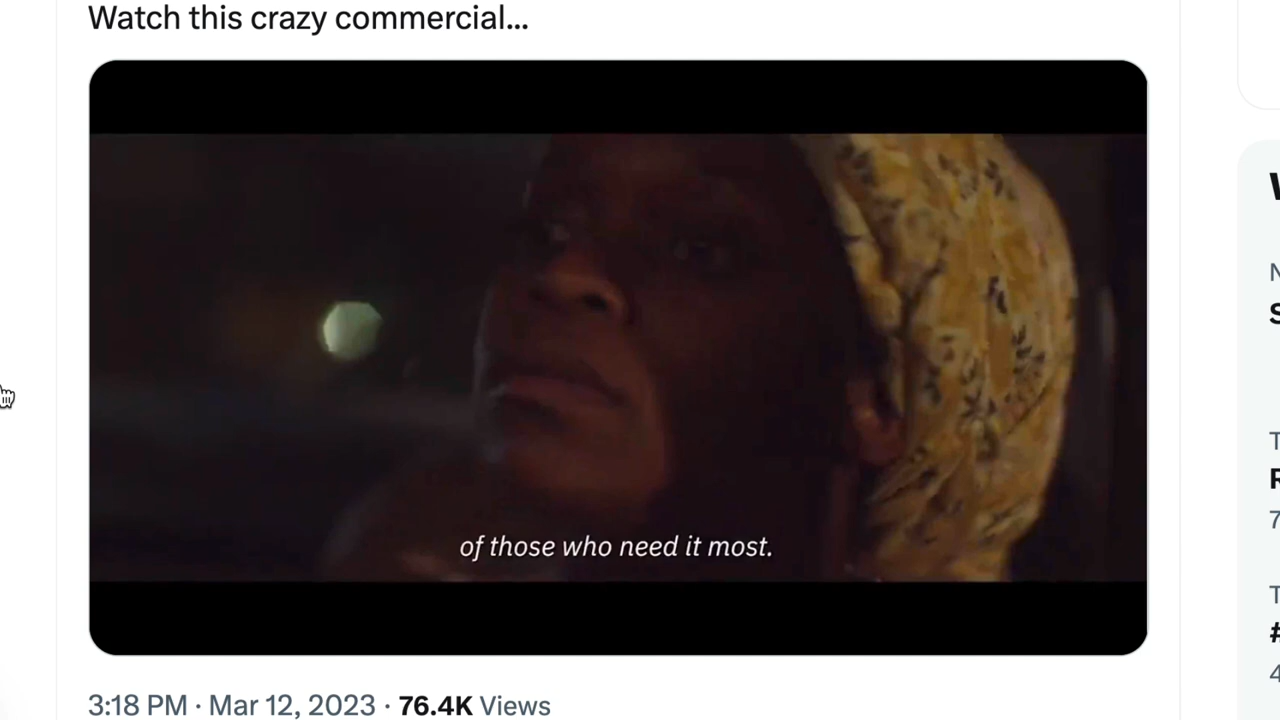 Watch this crazy commercial...
of those who need it most.
3:18 PM · Mar 12, 2023 · 76.4K Views